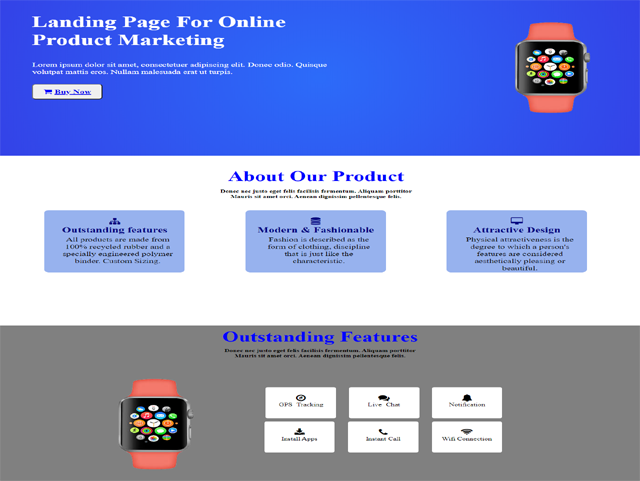 Landing Page For Online
Product Marketing
Lorem ipsum dolor sit amet, consectetuer adipiscing elit. Donec odio. Quisque
volutpat mattis eros. Nullam malesuada erat ut turpis.
Buy Now
About Our Product
Donec nec justo eget felis facilisis fermentum. Aliquam porttitor
Mauris sit amet orci. Aenean dignissim pellentesque felis.
Outstanding features
All products are made from
100% recycled rubber and a
specially engineered polymer
binder. Custom Sizing.
Modern & Fashionable
Fashion is described as the
form of clothing, discipline
that is just like the
characteristic.
Attractive Design
Physical attractiveness is the
degree to which a person's
features are considered
aesthetically pleasing or
beautiful.
Outstanding Features
Donec nec justo eget felis facilisis fermentum. Aliquam porttitor
Mauris sit amet orci. Aenean dignissim pellentesque felis.
GPS Tracking
Live Chat
Notification
Install Apps
Instant Call
Wifi Connection